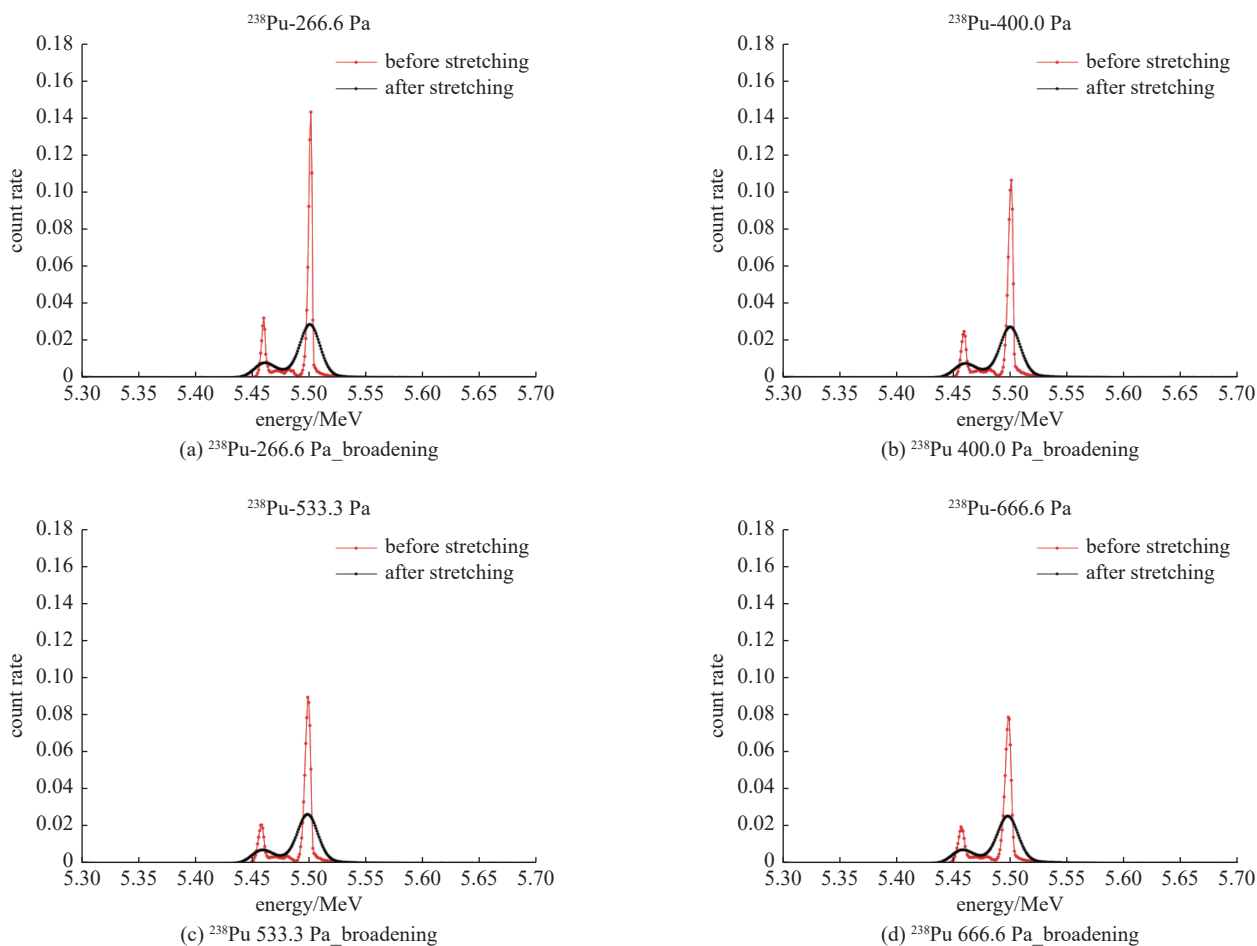 ²³⁸Pu-266.6 Pa
0.18
0.16
0.14
0.12
0.10
0.08
0.06
0.04
0.02
0
count rate
before stretching
after stretching
5.30 5.35 5.40 5.45 5.50 5.55 5.60 5.65 5.70
energy/MeV
(a) ²³⁸Pu-266.6 Pa_broadening
²³⁸Pu-400.0 Pa
0.18
0.16
0.14
0.12
0.10
0.08
0.06
0.04
0.02
0
count rate
before stretching
after stretching
5.30 5.35 5.40 5.45 5.50 5.55 5.60 5.65 5.70
energy/MeV
(b) ²³⁸Pu 400.0 Pa_broadening
²³⁸Pu-533.3 Pa
0.18
0.16
0.14
0.12
0.10
0.08
0.06
0.04
0.02
0
count rate
before stretching
after stretching
5.30 5.35 5.40 5.45 5.50 5.55 5.60 5.65 5.70
energy/MeV
(c) ²³⁸Pu 533.3 Pa_broadening
²³⁸Pu-666.6 Pa
0.18
0.16
0.14
0.12
0.10
0.08
0.06
0.04
0.02
0
count rate
before stretching
after stretching
5.30 5.35 5.40 5.45 5.50 5.55 5.60 5.65 5.70
energy/MeV
(d) ²³⁸Pu 666.6 Pa_broadening